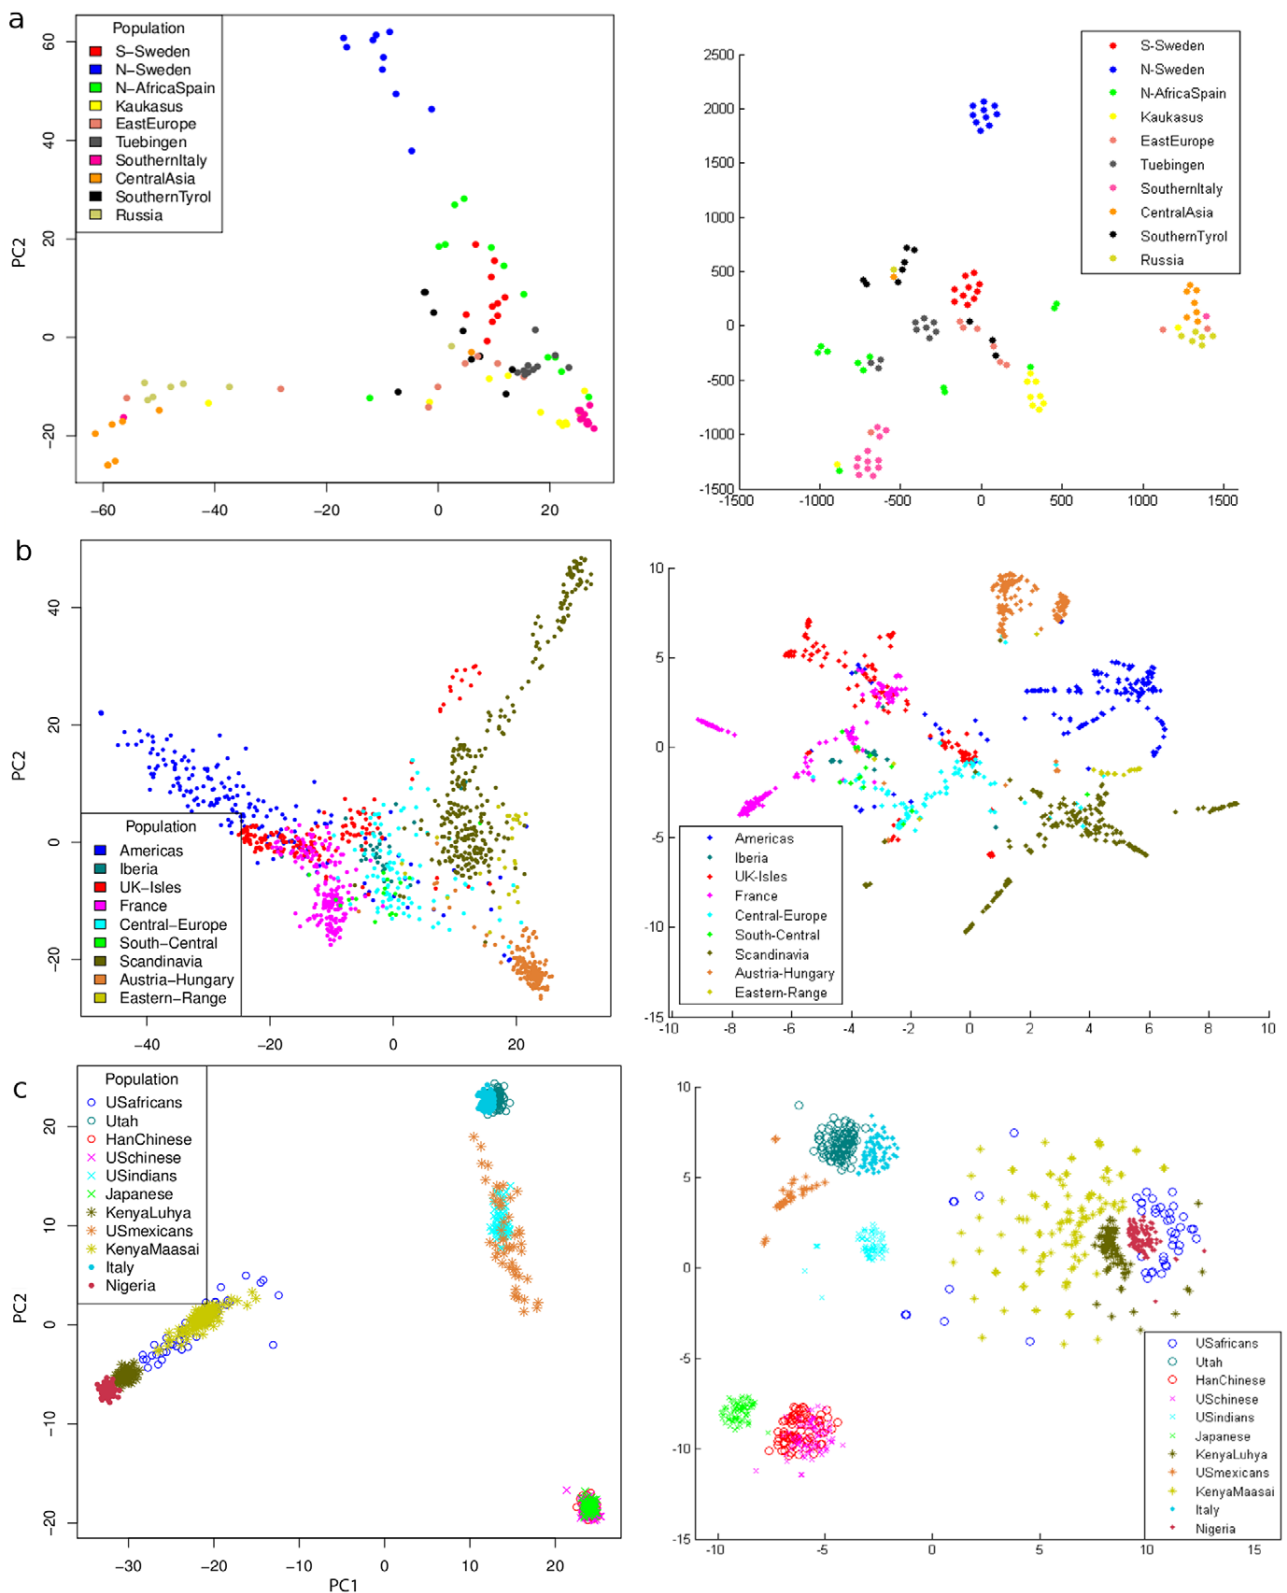 a
Population
S−Sweden
N−Sweden
N−AfricaSpain
Kaukasus
EastEurope
Tuebingen
SouthernItaly
CentralAsia
SouthernTyrol
Russia
PC2
60
40
20
0
−20
−60
−40
−20
0
20
2500
2000
1500
1000
500
0
-500
-1000
-1500
-1500
-1000
-500
0
500
1000
1500
S-Sweden
N-Sweden
N-AfricaSpain
Kaukasus
EastEurope
Tuebingen
SouthernItaly
CentralAsia
SouthernTyrol
Russia
b
PC2
40
20
0
−20
Population
Americas
Iberia
UK−Isles
France
Central−Europe
South−Central
Scandinavia
Austria−Hungary
Eastern−Range
−40
−20
0
20
10
5
0
-5
-10
-15
Americas
Iberia
UK-Isles
France
Central-Europe
South-Central
Scandinavia
Austria-Hungary
Eastern-Range
-10
-8
-6
-4
-2
0
2
4
6
8
10
c
Population
USafricans
Utah
HanChinese
USchinese
USindians
Japanese
KenyaLuhya
USmexicans
KenyaMaasai
Italy
Nigeria
PC2
20
10
0
−10
−20
−30
−20
−10
0
10
20
PC1
10
5
0
-5
-10
-15
-10
-5
0
5
10
15
USafricans
Utah
HanChinese
USchinese
USindians
Japanese
KenyaLuhya
USmexicans
KenyaMaasai
Italy
Nigeria